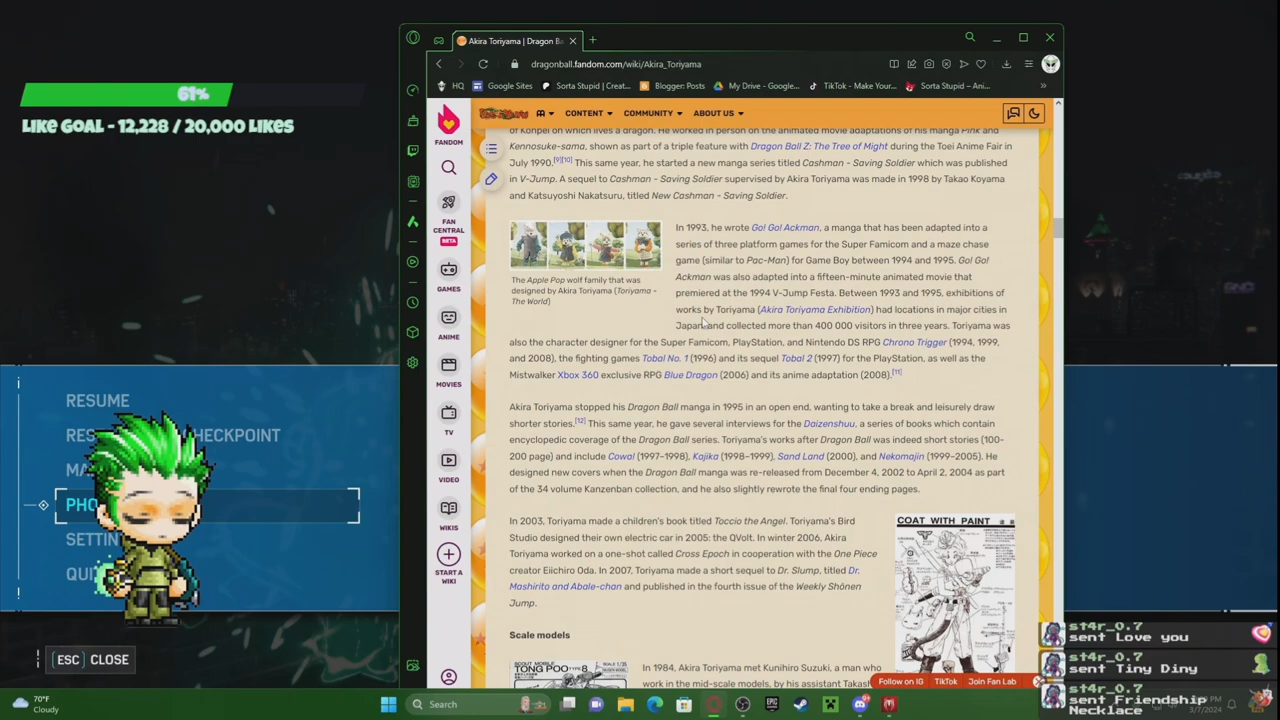 61%
LIKE GOAL - 12,228 / 20,000 LIKES
RESUME
CHECKPOINT
ESC CLOSE
Akira Toriyama | Dragon Ba
dragonball.fandom.com/wiki/Akira_Toriyama
HQ Google Sites Sorta Stupid | Creat... Blogger: Posts My Drive - Google... TikTok - Make Your... Sorta Stupid – Ani... »
FANDOM
FAN CENTRAL
BETA
GAMES
ANIME
MOVIES
TV
VIDEO
WIKIS
START A WIKI
CONTENT COMMUNITY ABOUT US
of Konpei on which lives a dragon. He worked in person on the animated movie adaptations of his manga Pink and
Kennosuke-sama, shown as part of a triple feature with Dragon Ball Z: The Tree of Might during the Toei Anime Fair in
July 1990.[9][10] This same year, he started a new manga series titled Cashman - Saving Soldier which was published
in V-Jump. A sequel to Cashman - Saving Soldier supervised by Akira Toriyama was made in 1998 by Takao Koyama
and Katsuyoshi Nakatsuru, titled New Cashman - Saving Soldier.
The Apple Pop wolf family that was
designed by Akira Toriyama (Toriyama -
The World)
In 1993, he wrote Go! Go! Ackman, a manga that has been adapted into a
series of three platform games for the Super Famicom and a maze chase
game (similar to Pac-Man) for Game Boy between 1994 and 1995. Go! Go!
Ackman was also adapted into a fifteen-minute animated movie that
premiered at the 1994 V-Jump Festa. Between 1993 and 1995, exhibitions of
works by Toriyama (Akira Toriyama Exhibition) had locations in major cities in
Japan and collected more than 400 000 visitors in three years. Toriyama was
also the character designer for the Super Famicom, PlayStation, and Nintendo DS RPG Chrono Trigger (1994, 1999,
and 2008), the fighting games Tobal No. 1 (1996) and its sequel Tobal 2 (1997) for the PlayStation, as well as the
Mistwalker Xbox 360 exclusive RPG Blue Dragon (2006) and its anime adaptation (2008).[11]
Akira Toriyama stopped his Dragon Ball manga in 1995 in an open end, wanting to take a break and leisurely draw
shorter stories.[12] This same year, he gave several interviews for the Daizenshuu, a series of books which contain
encyclopedic coverage of the Dragon Ball series. Toriyama's works after Dragon Ball was indeed short stories (100-
200 page) and include Cowa! (1997–1998), Kajika (1998–1999), Sand Land (2000), and Nekomajin (1999–2005). He
designed new covers when the Dragon Ball manga was re-released from December 4, 2002 to April 2, 2004 as part
of the 34 volume Kanzenban collection, and he also slightly rewrote the final four ending pages.
In 2003, Toriyama made a children's book titled Toccio the Angel. Toriyama's Bird
Studio designed their own electric car in 2005: the QVolt. In winter 2006, Akira
Toriyama worked on a one-shot called Cross Epoch in cooperation with the One Piece
creator Eiichiro Oda. In 2007, Toriyama made a short sequel to Dr. Slump, titled Dr.
Mashirito and Abale-chan and published in the fourth issue of the Weekly Shōnen
Jump.
COAT WITH PAINT
Scale models
SCOUT MOBILE
TONG POO TYPE8
In 1984, Akira Toriyama met Kunihiro Suzuki, a man who
work in the mid-scale models, by his assistant Takas
Follow on IG TikTok Join Fan Lab
st4r_0.7
sent Love you
st4r_0.7
sent Tiny Diny
st4r_0.7
sent Friendship
Necklace
70°F
Cloudy
Search
3/7/2024